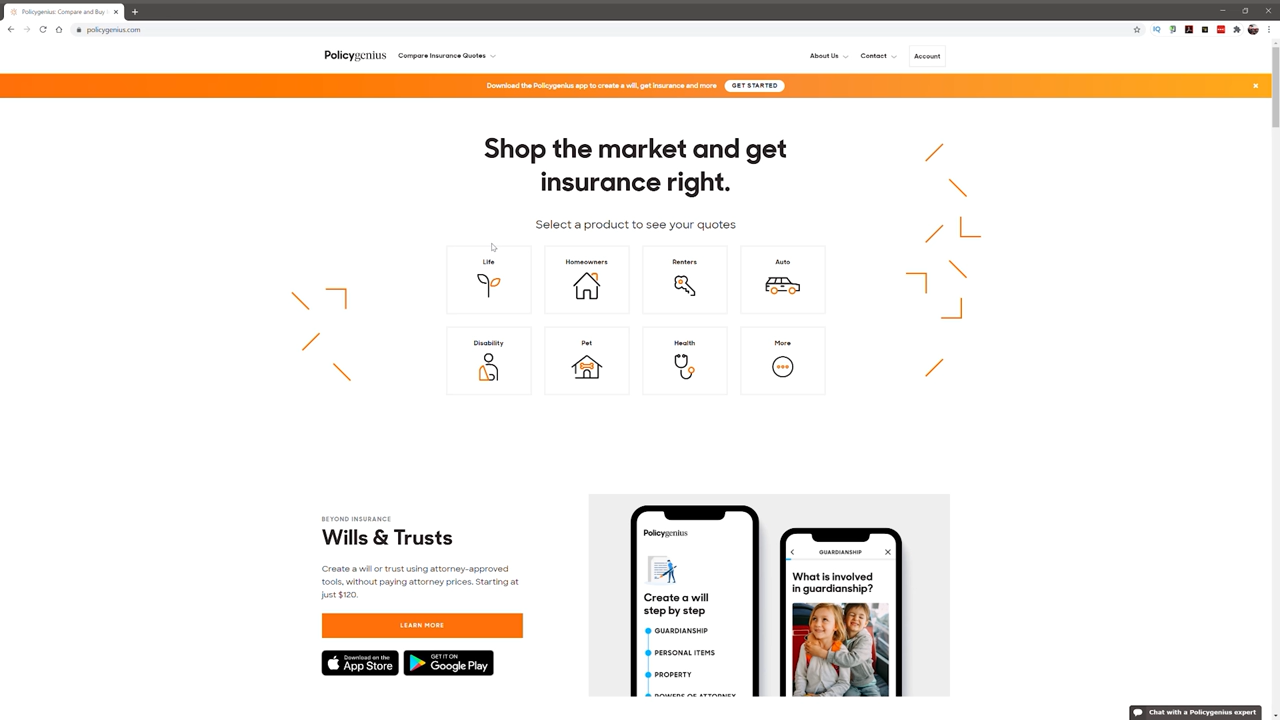 Policygenius: Compare and Buy
policygenius.com
Policygenius
Compare Insurance Quotes
About Us
Contact
Account
Download the Policygenius app to create a will, get insurance and more
GET STARTED
Shop the market and get
insurance right.
Select a product to see your quotes
Life
Homeowners
Renters
Auto
Disability
Pet
Health
More
BEYOND INSURANCE
Wills & Trusts
Create a will or trust using attorney-approved
tools, without paying attorney prices. Starting at
just $120.
LEARN MORE
Download on the
App Store
GET IT ON
Google Play
Policygenius
Create a will
step by step
GUARDIANSHIP
PERSONAL ITEMS
PROPERTY
POWERS OF ATTORNEY
GUARDIANSHIP
What is involved
in guardianship?
Chat with a Policygenius expert